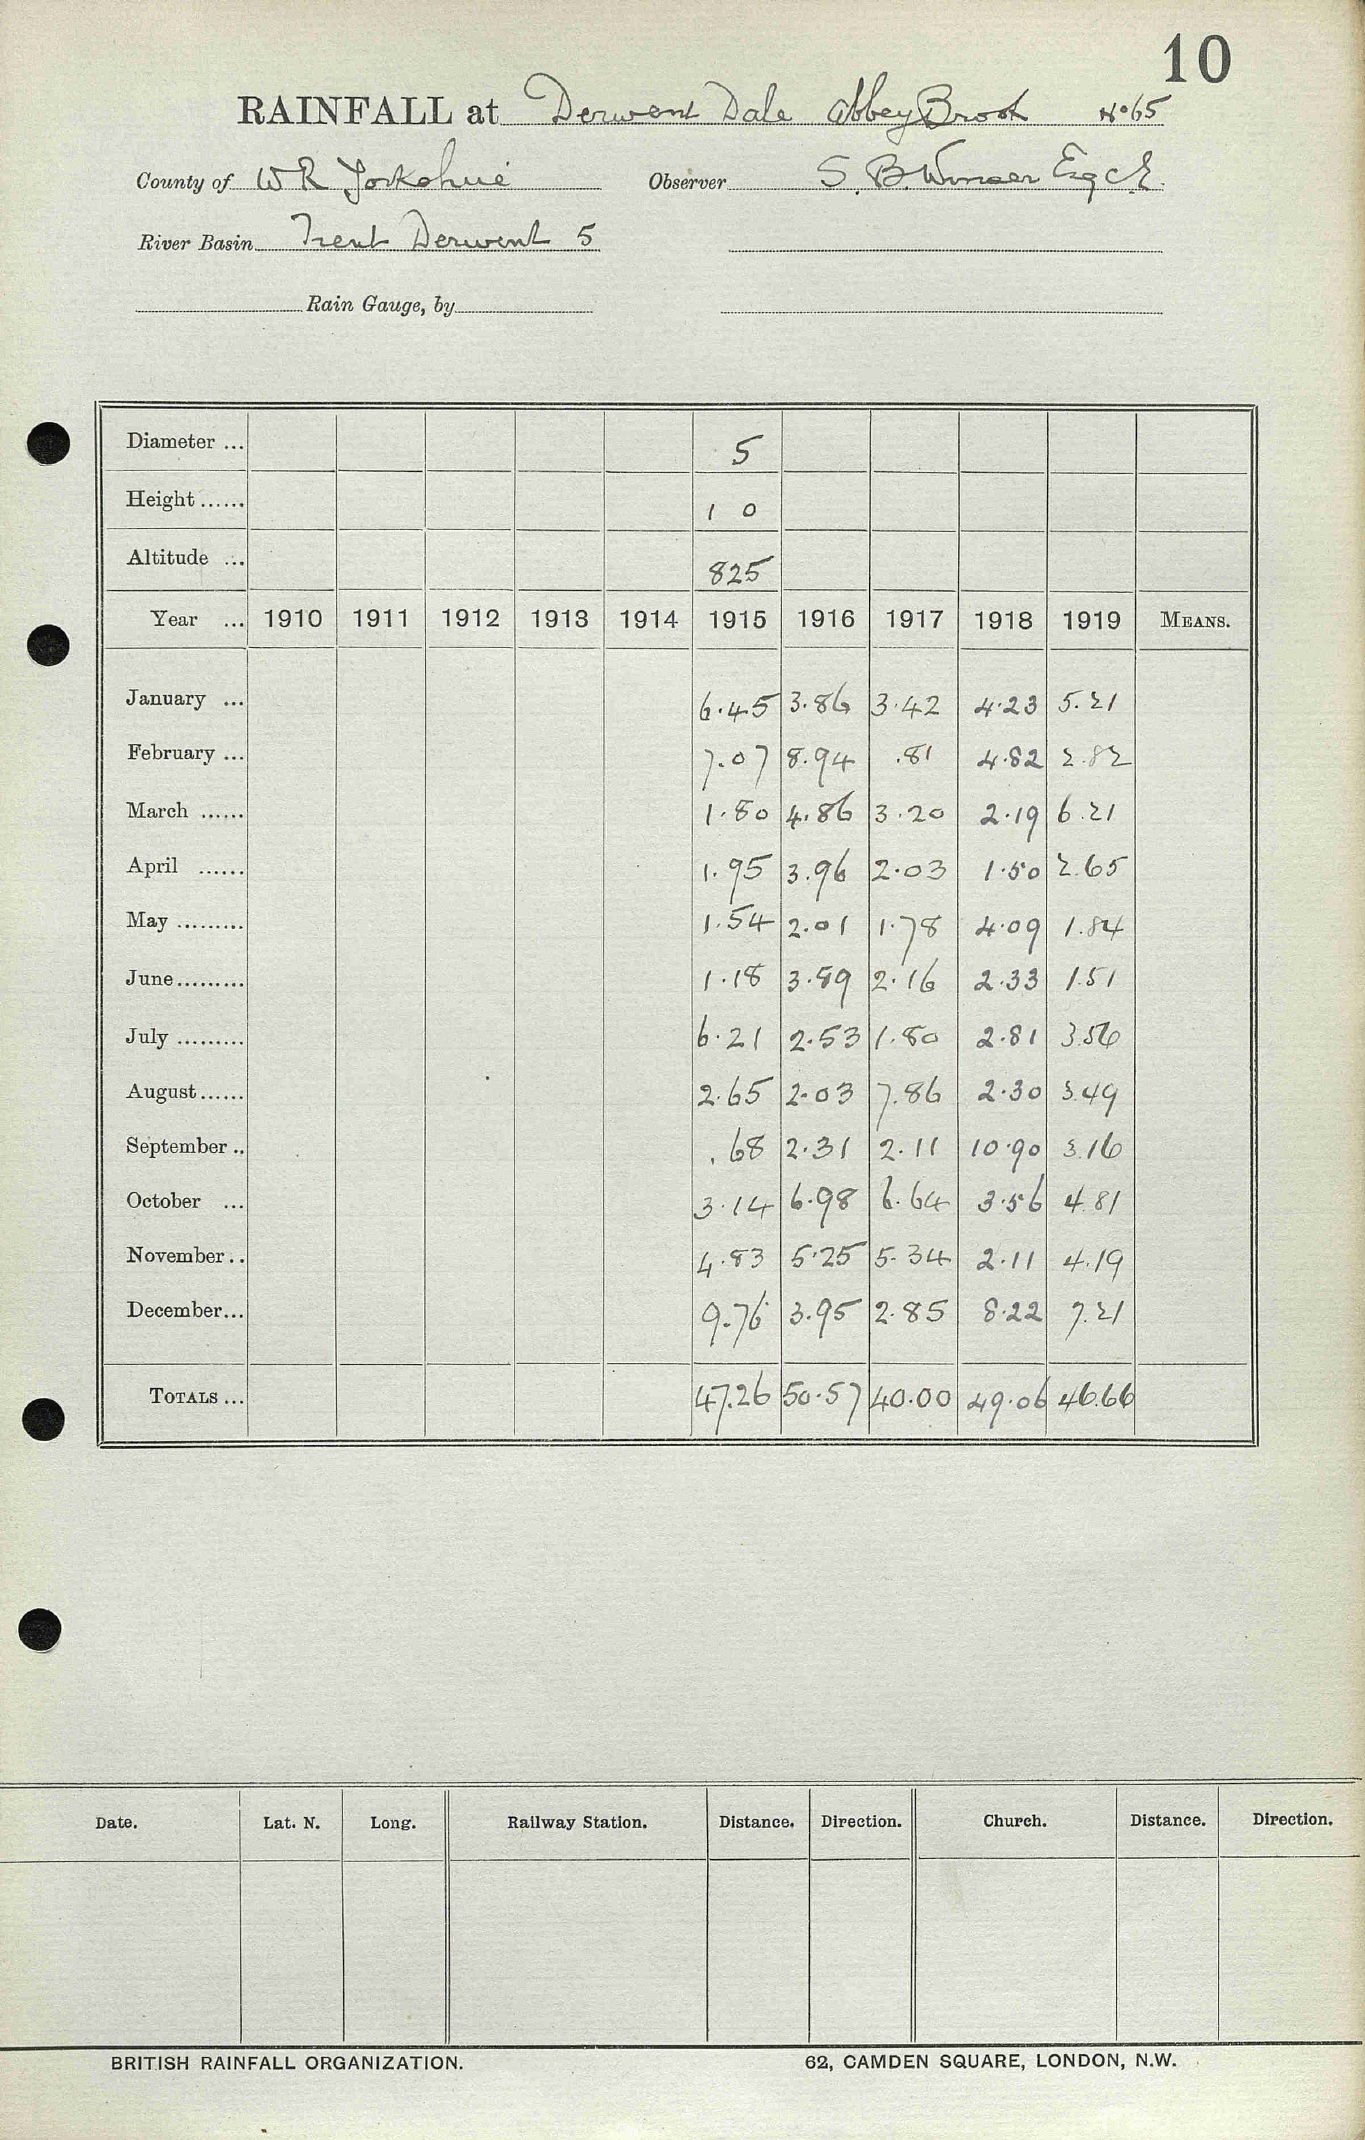 10
RAINFALL at Derwent Dale Abbey Brook No 65
County of W R Yorkshire Observer S. B. Winser Esq C.E.
River Basin Trent Derwent 5
Rain Gauge, by
Diameter ... 5
Height ...... 1 0
Altitude ... 825
Year ... 1910 1911 1912 1913 1914 1915 1916 1917 1918 1919 MEANS.
January ... 6.45 3.86 3.42 4.23 5.21
February ... 7.07 8.94 .81 4.82 2.82
March ...... 1.80 4.86 3.20 2.19 6.21
April ...... 1.95 3.96 2.03 1.50 2.65
May ......... 1.54 2.01 1.78 4.09 1.84
June ......... 1.18 3.89 2.16 2.33 1.51
July ......... 6.21 2.53 1.80 2.81 3.56
August ...... 2.65 2.03 7.86 2.30 3.49
September .. .68 2.31 2.11 10.90 3.16
October ... 3.14 6.98 6.64 3.56 4.81
November .. 4.83 5.25 5.34 2.11 4.19
December ... 9.76 3.95 2.85 8.22 7.21
TOTALS ... 47.26 50.57 40.00 49.06 46.66
Date. Lat. N. Long. Railway Station. Distance. Direction. Church. Distance. Direction.
BRITISH RAINFALL ORGANIZATION. 62, CAMDEN SQUARE, LONDON, N.W.